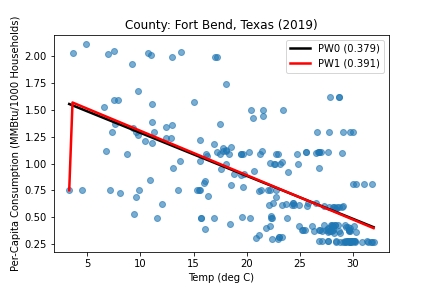 County: Fort Bend, Texas (2019)
PW0 (0.379)
PW1 (0.391)
Per-Capita Consumption (MMBtu/1000 Households)
2.00
1.75
1.50
1.25
1.00
0.75
0.50
0.25
5 10 15 20 25 30
Temp (deg C)